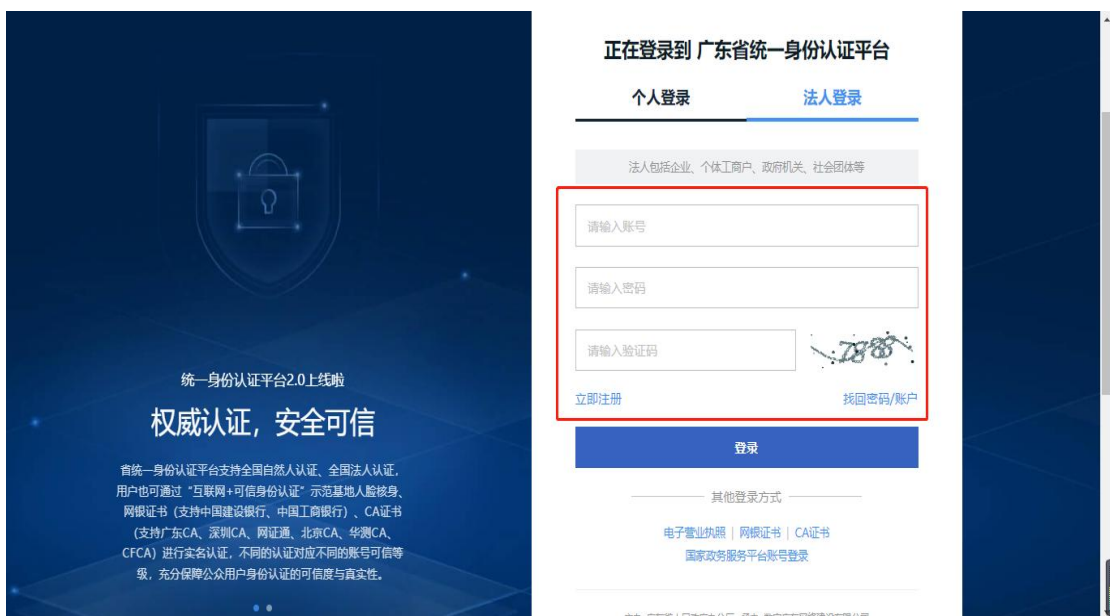 统一身份认证平台2.0上线啦
权威认证，安全可信
省统一身份认证平台支持全国自然人认证、全国法人认证，
用户也可通过“互联网+可信身份认证”示范基地人脸核身、
网银证书（支持中国建设银行、中国工商银行）、CA证书
（支持广东CA、深圳CA、网证通、北京CA、华测CA、
CFCA）进行实名认证，不同的认证对应不同的账号可信等
级，充分保障公众用户身份认证的可信度与真实性。
正在登录到 广东省统一身份认证平台
个人登录 法人登录
法人包括企业、个体工商户、政府机关、社会团体等
请输入账号
请输入密码
请输入验证码 7888
立即注册 找回密码/账户
登录
其他登录方式
电子营业执照 | 网银证书 | CA证书
国家政务服务平台账号登录